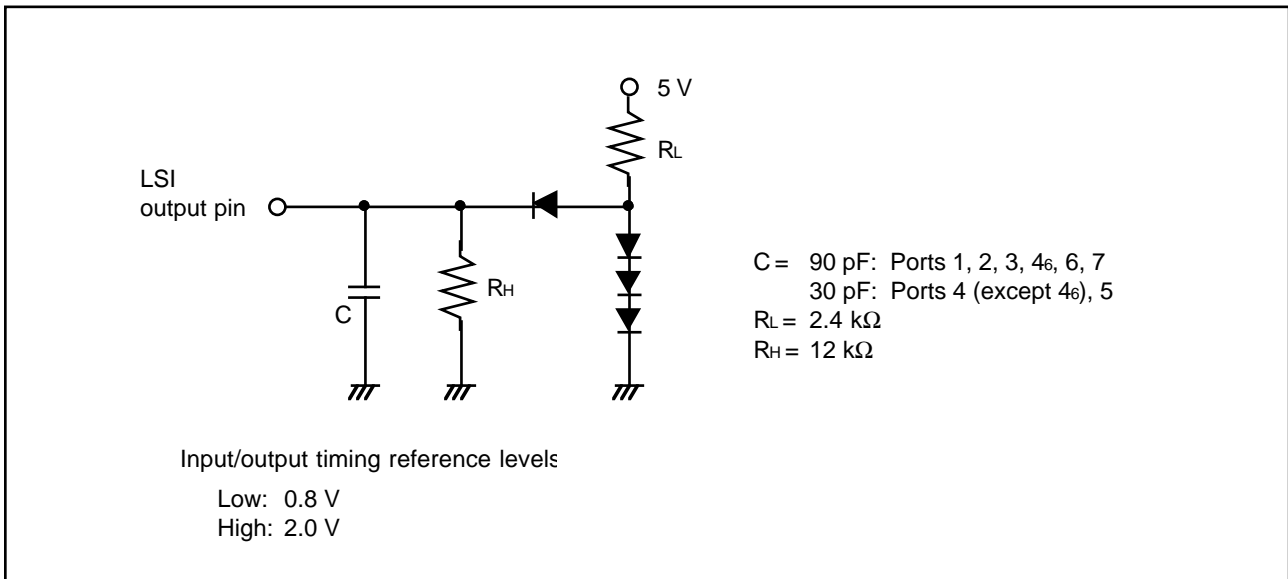 5 V
RL
LSI
output pin
RH
C
C = 90 pF: Ports 1, 2, 3, 46, 6, 7
30 pF: Ports 4 (except 46), 5
RL = 2.4 kΩ
RH = 12 kΩ
Input/output timing reference levels
Low: 0.8 V
High: 2.0 V